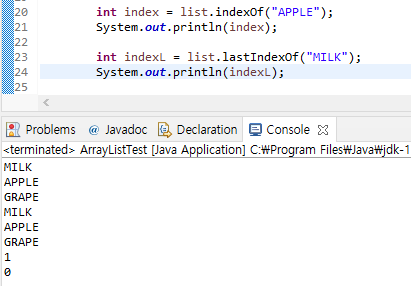 20 int index = list.indexOf("APPLE");
21 System.out.println(index);
22
23 int indexL = list.lastIndexOf("MILK");
24 System.out.println(indexL);
25
Problems @ Javadoc Declaration Console
<terminated> ArrayListTest [Java Application] C:₩Program Files₩Java₩jdk-1
MILK
APPLE
GRAPE
MILK
APPLE
GRAPE
1
0